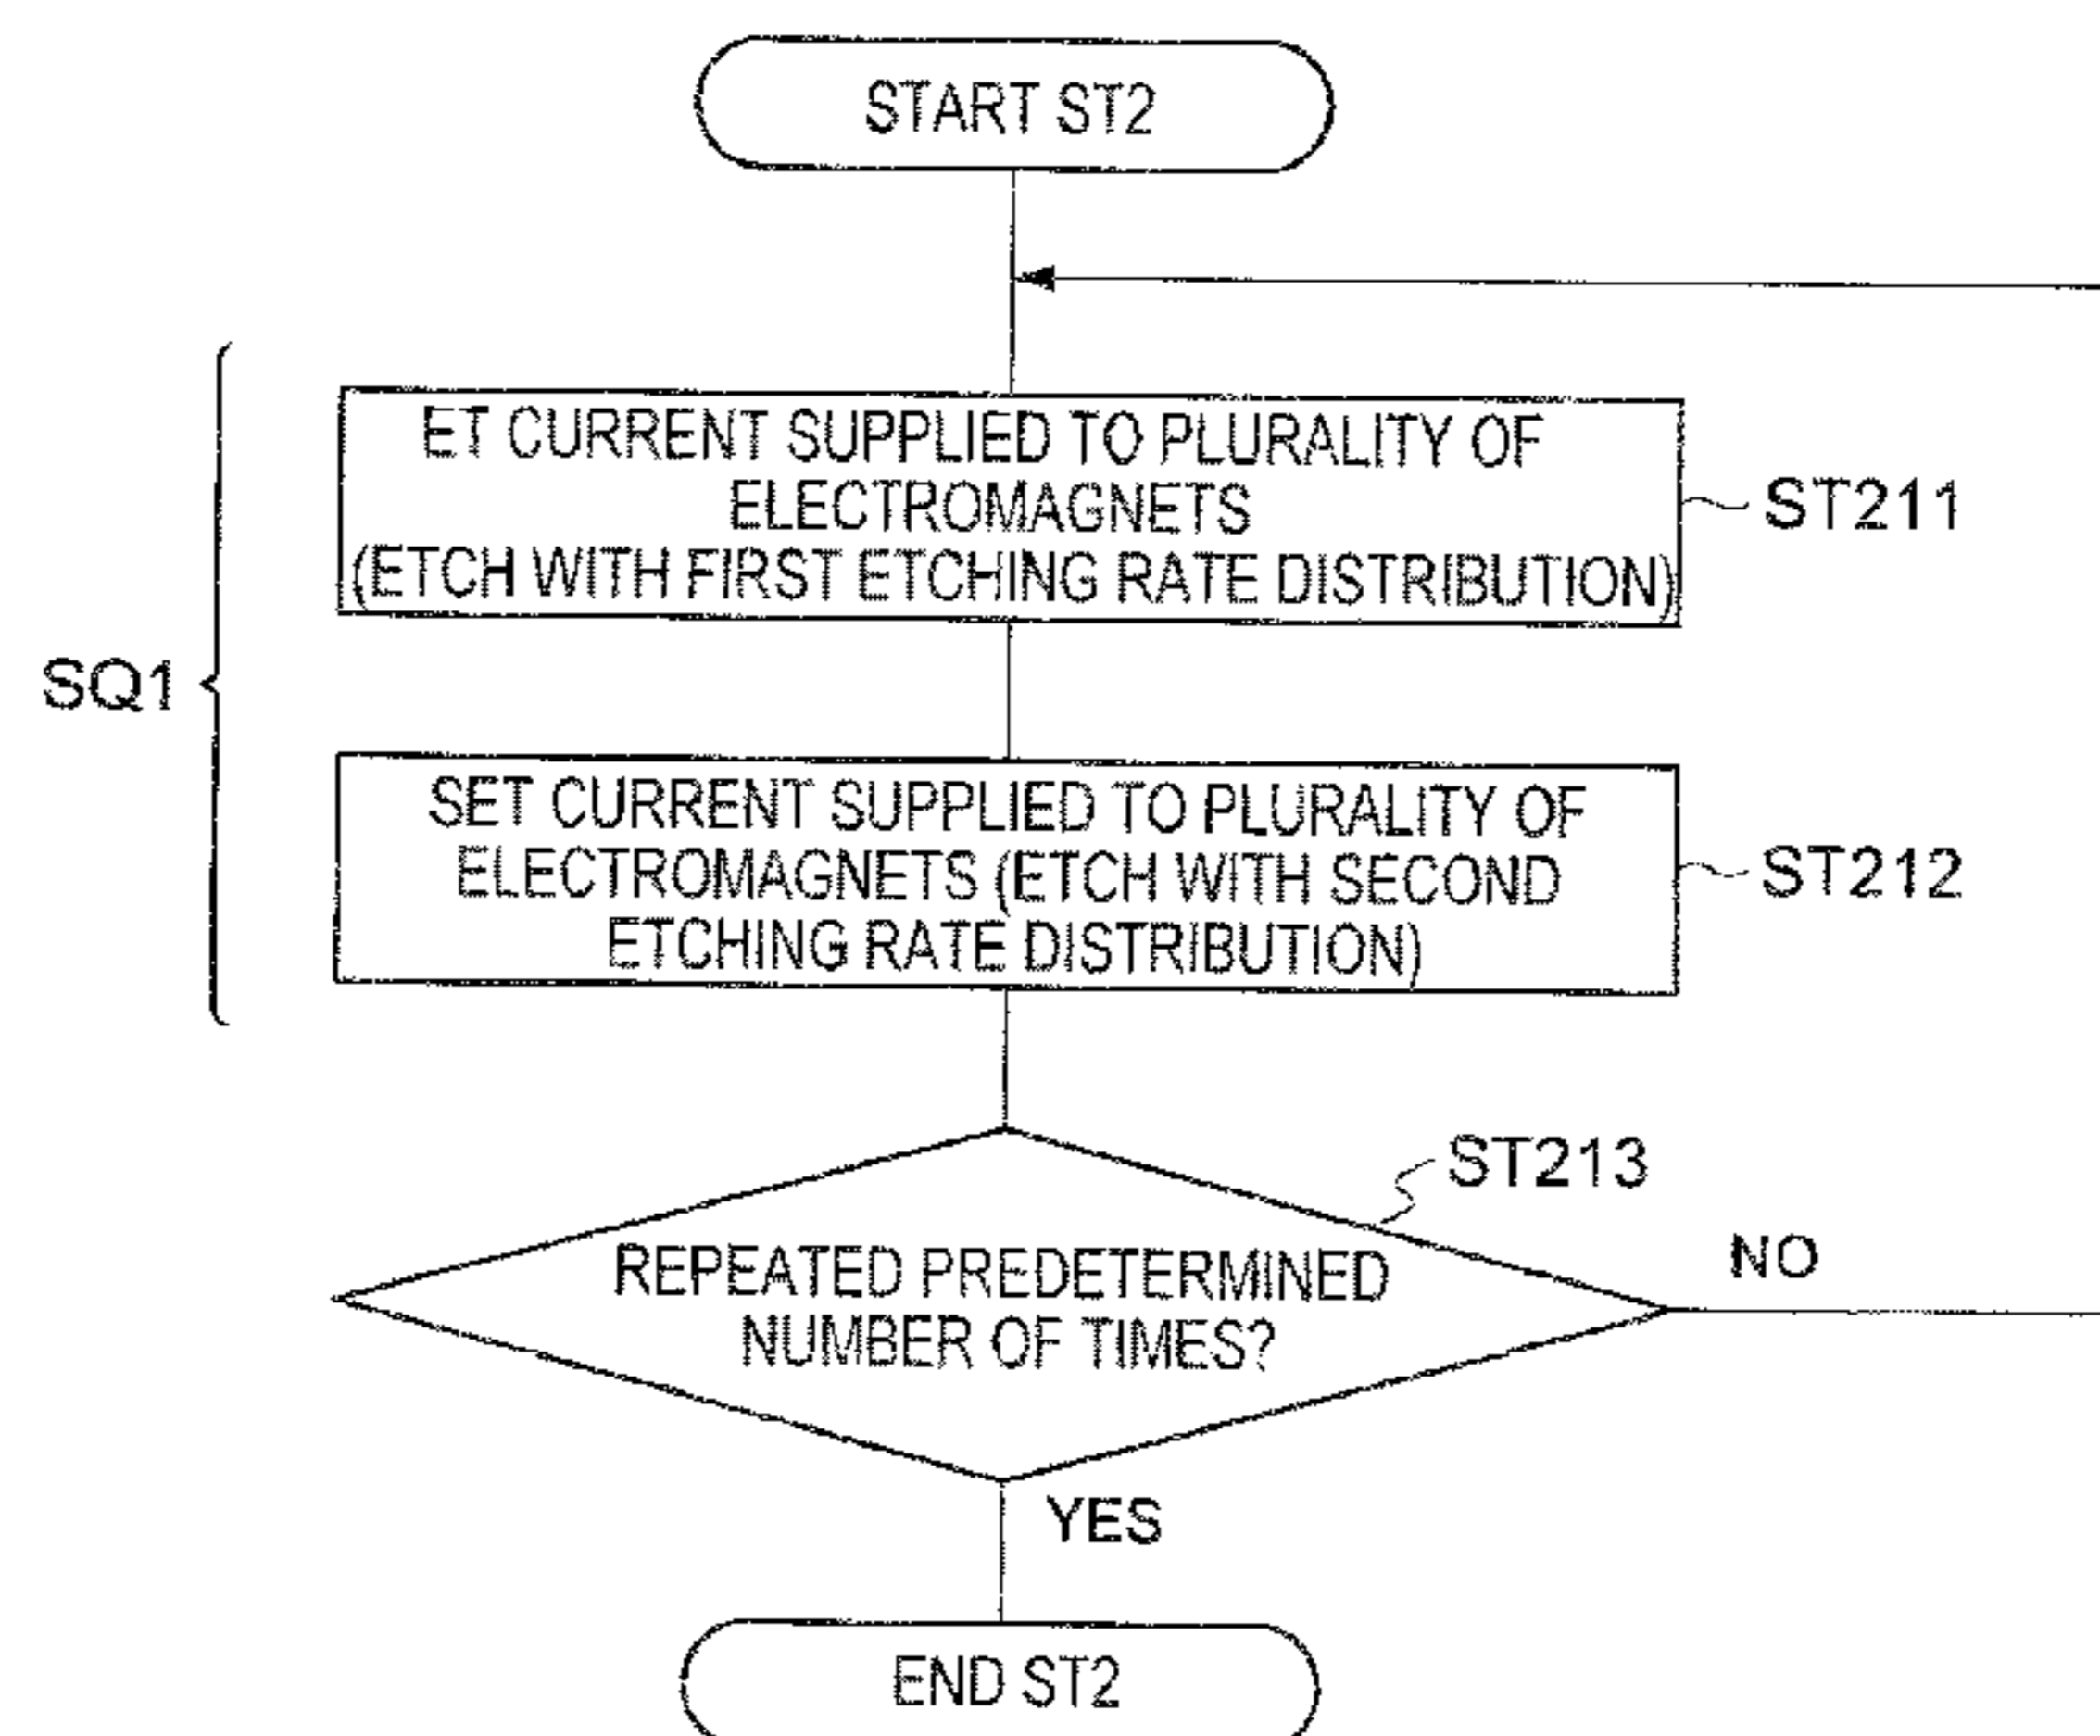 START ST2
ET CURRENT SUPPLIED TO PLURALITY OF
ELECTROMAGNETS
(ETCH WITH FIRST ETCHING RATE DISTRIBUTION)
ST211
SQ1
SET CURRENT SUPPLIED TO PLURALITY OF
ELECTROMAGNETS (ETCH WITH SECOND
ETCHING RATE DISTRIBUTION)
ST212
ST213
REPEATED PREDETERMINED
NUMBER OF TIMES?
NO
YES
END ST2